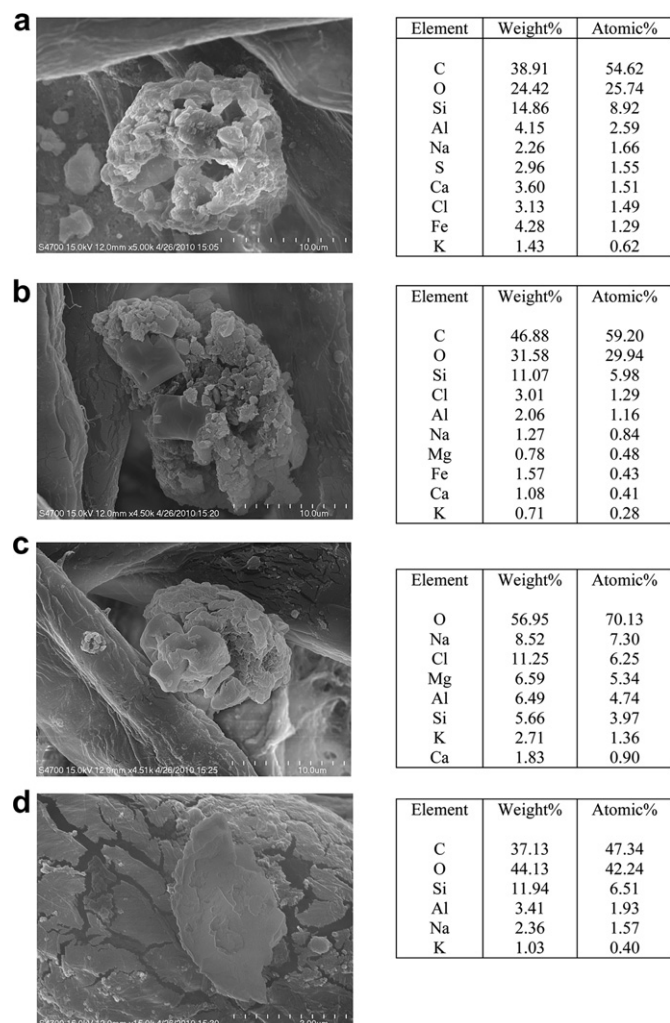 a
S4700 15.0kV 12.0mm x5.00k 4/26/2010 15:05 10.0um
Element Weight% Atomic%
C 38.91 54.62
O 24.42 25.74
Si 14.86 8.92
Al 4.15 2.59
Na 2.26 1.66
S 2.96 1.55
Ca 3.60 1.51
Cl 3.13 1.49
Fe 4.28 1.29
K 1.43 0.62
b
S4700 15.0kV 12.0mm x4.50k 4/26/2010 15:20 10.0um
Element Weight% Atomic%
C 46.88 59.20
O 31.58 29.94
Si 11.07 5.98
Cl 3.01 1.29
Al 2.06 1.16
Na 1.27 0.84
Mg 0.78 0.48
Fe 1.57 0.43
Ca 1.08 0.41
K 0.71 0.28
c
S4700 15.0kV 12.0mm x4.51k 4/26/2010 15:25 10.0um
Element Weight% Atomic%
O 56.95 70.13
Na 8.52 7.30
Cl 11.25 6.25
Mg 6.59 5.34
Al 6.49 4.74
Si 5.66 3.97
K 2.71 1.36
Ca 1.83 0.90
d
Element Weight% Atomic%
C 37.13 47.34
O 44.13 42.24
Si 11.94 6.51
Al 3.41 1.93
Na 2.36 1.57
K 1.03 0.40